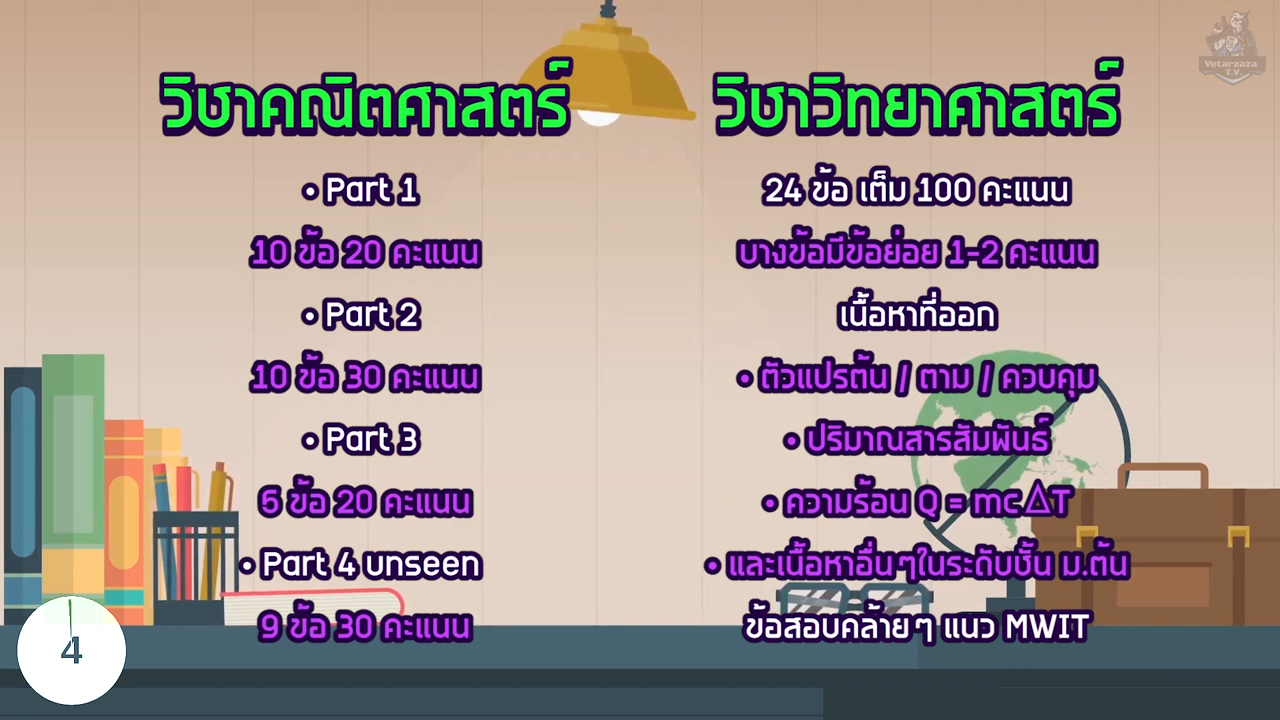 Vetarzaza
T.V.
วิชาคณิตศาสตร์
• Part 1
10 ข้อ 20 คะแนน
• Part 2
10 ข้อ 30 คะแนน
• Part 3
5 ข้อ 20 คะแนน
• Part 4 unseen
9 ข้อ 30 คะแนน
วิชาวิทยาศาสตร์
24 ข้อ เต็ม 100 คะแนน
บางข้อมีข้อย่อย 1-2 คะแนน
เนื้อหาที่ออก
• ตัวแปรต้น / ตาม / ควบคุม
• ปริมาณสารสัมพันธ์
• ความร้อน Q = mc△T
• และเนื้อหาอื่นๆในระดับชั้น ม.ต้น
ข้อสอบคล้ายๆ แนว MWIT
4